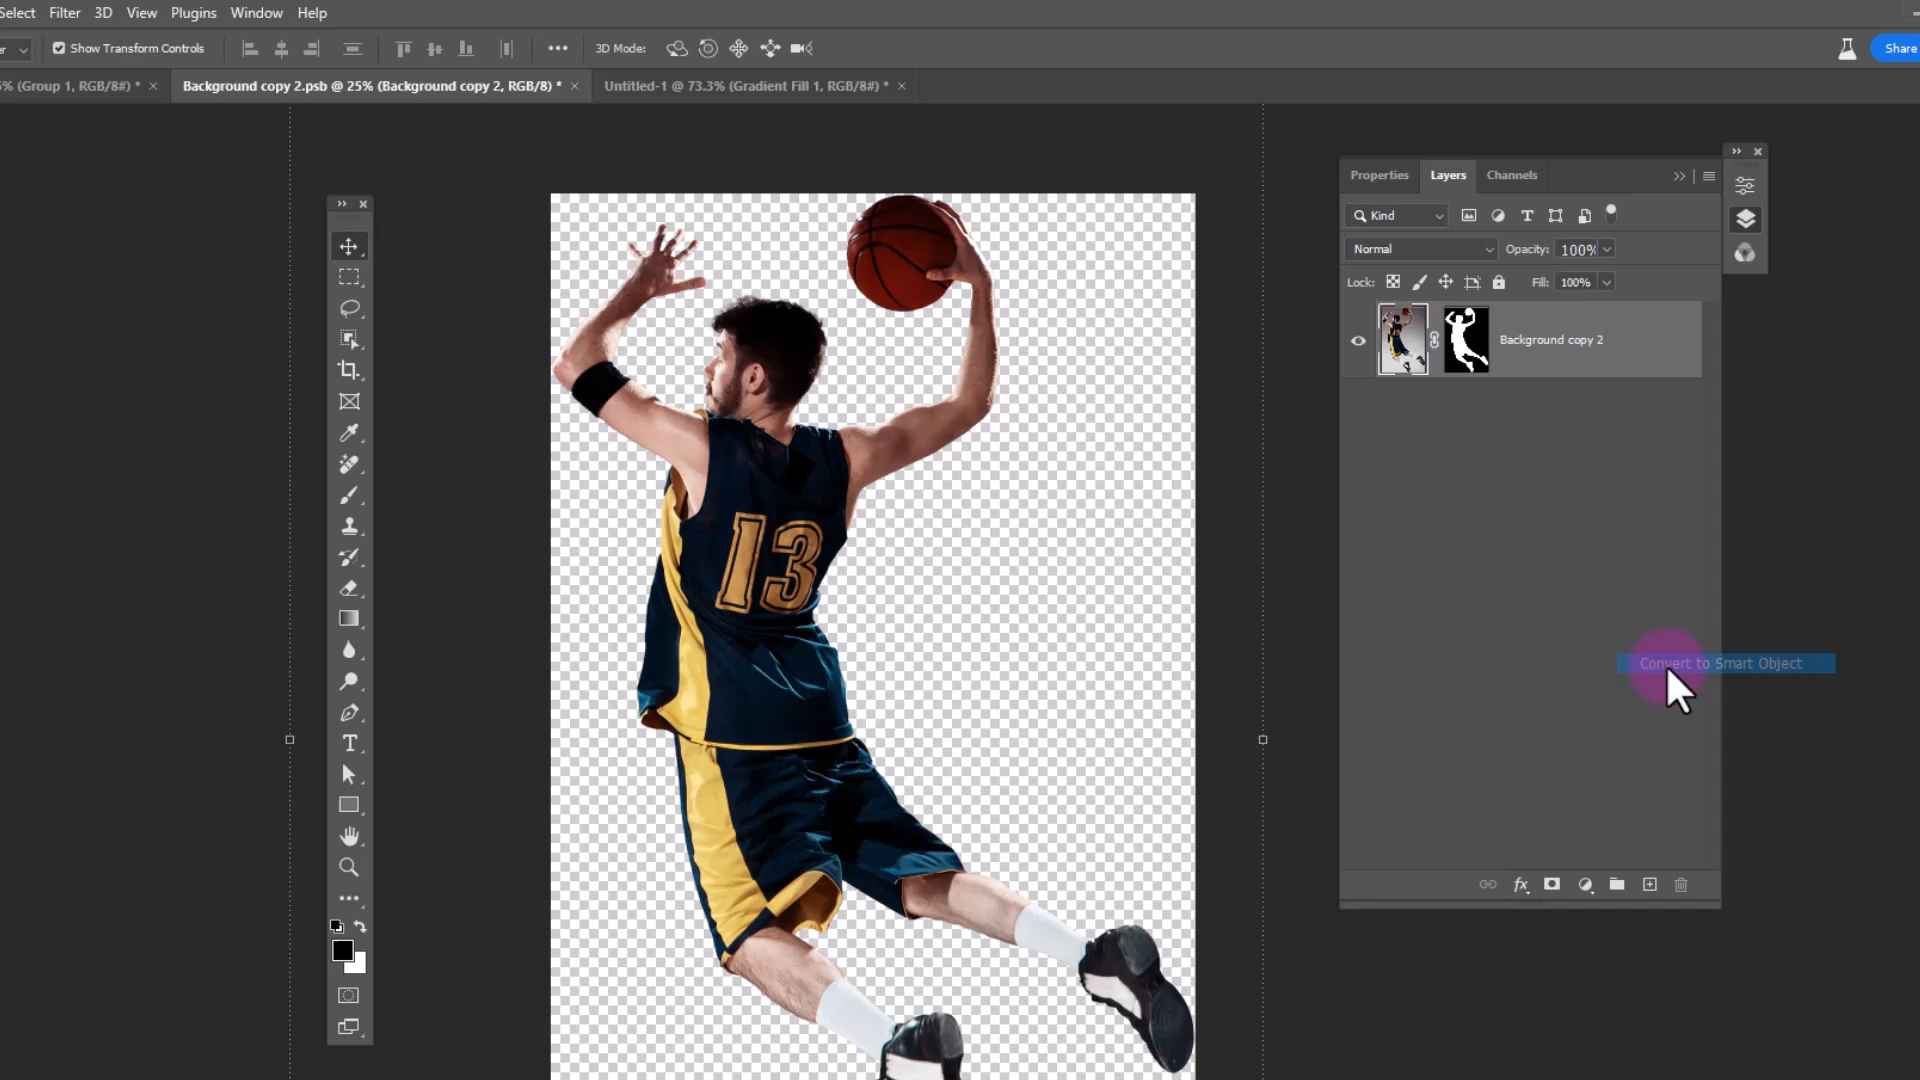 Select Filter 3D View Plugins Window Help
er Show Transform Controls 3D Mode: Share
% (Group 1, RGB/8#) * × Background copy 2.psb @ 25% (Background copy 2, RGB/8) * × Untitled-1 @ 73.3% (Gradient Fill 1, RGB/8#) * ×
Properties Layers Channels
Kind
Normal Opacity: 100%
Lock: Fill: 100%
Background copy 2
13
Convert to Smart Object
fx